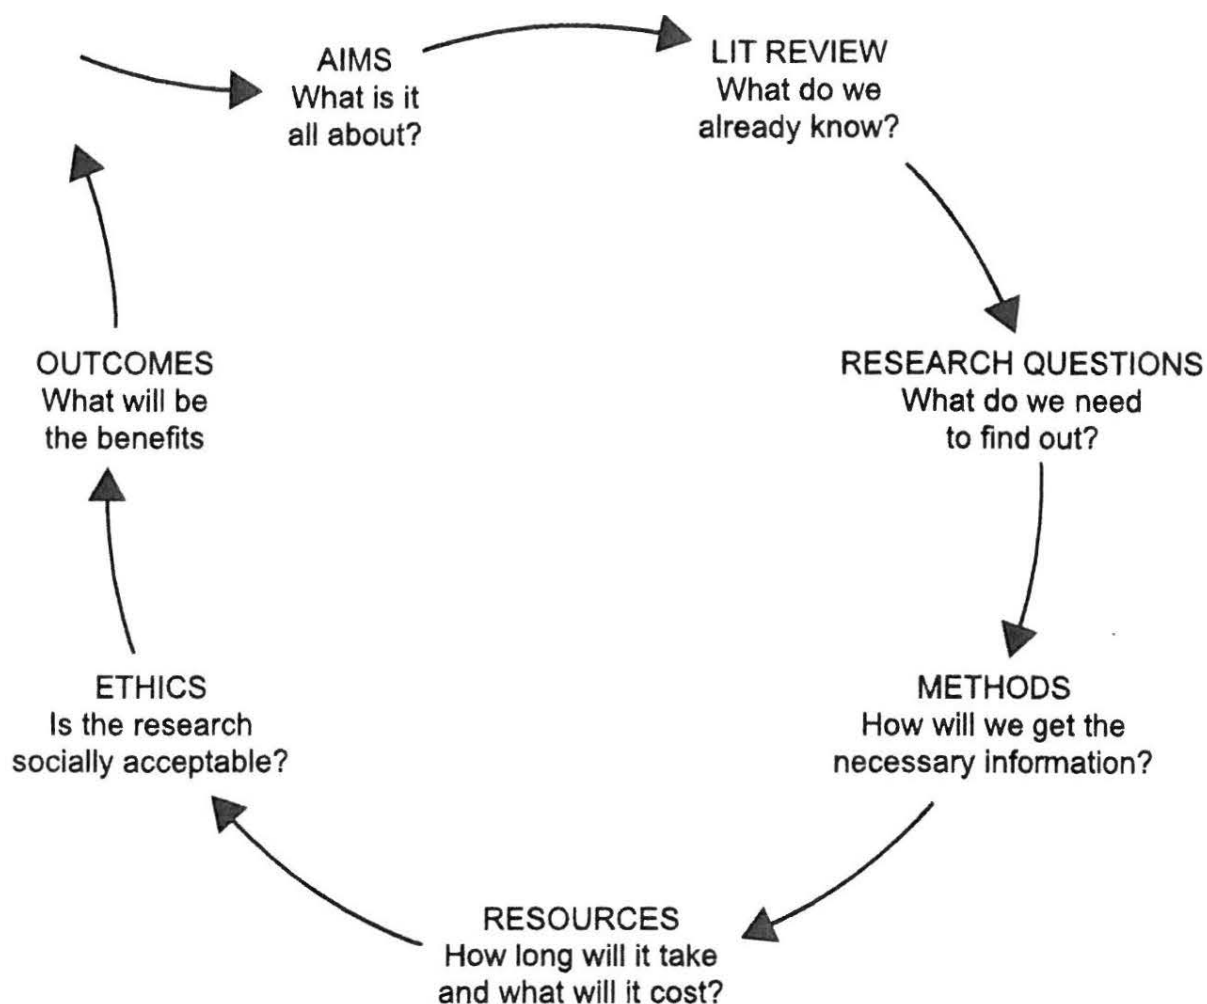 AIMS
What is it
all about?
LIT REVIEW
What do we
already know?
RESEARCH QUESTIONS
What do we need
to find out?
METHODS
How will we get the
necessary information?
RESOURCES
How long will it take
and what will it cost?
ETHICS
Is the research
socially acceptable?
OUTCOMES
What will be
the benefits